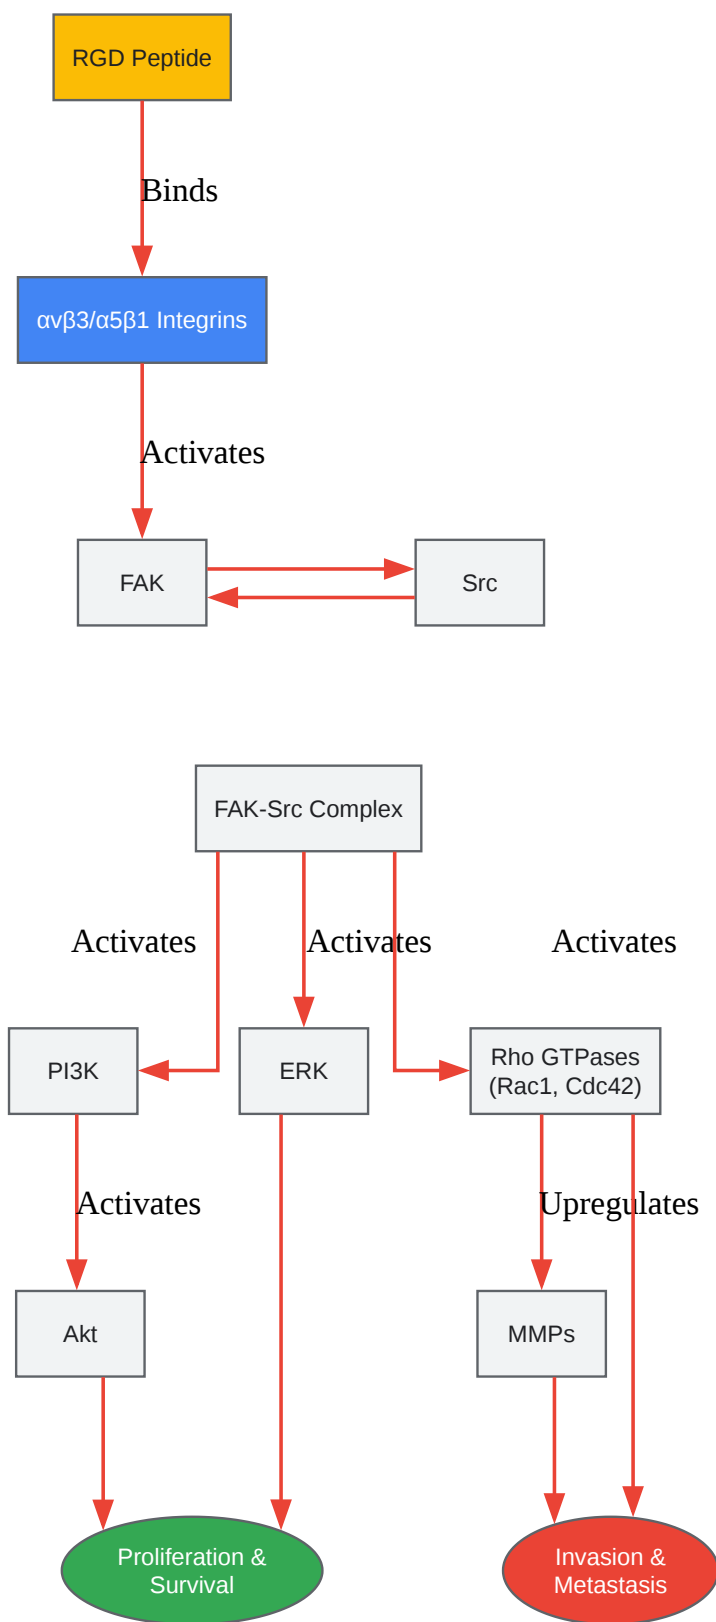 RGD Peptide
Binds
αvβ3/α5β1 Integrins
Activates
FAK
Src
FAK-Src Complex
Activates
Activates
Activates
PI3K
ERK
Rho GTPases
(Rac1, Cdc42)
Activates
Upregulates
Akt
MMPs
Proliferation &
Survival
Invasion &
Metastasis